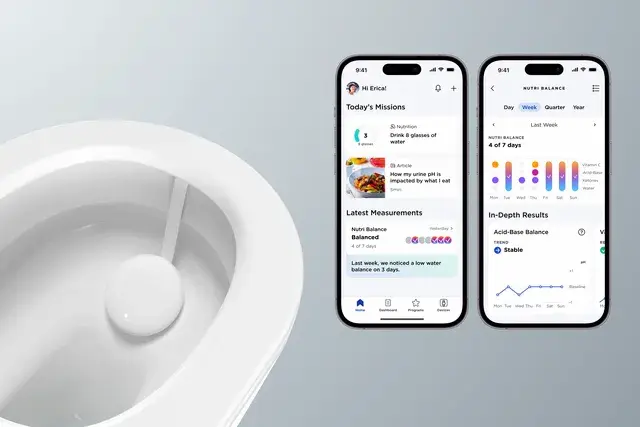 9:41
Hi Erica!
Today's Missions
3
8 glasses
Nutrition
Drink 8 glasses of
water
Article
How my urine pH is
impacted by what I eat
5min
Latest Measurements
Nutri Balance
Yesterday
Balanced
4 of 7 days
Last week, we noticed a low water
balance on 3 days.
Home
Dashboard
Programs
Devices
9:41
NUTRI BALANCE
Day Week Quarter Year
Last Week
NUTRI BALANCE
4 of 7 days
Vitamin C
Acid-Base
Ketones
Water
Mon Tue Wed Thu Fri Sat Sun
In-Depth Results
Acid-Base Balance
TREND
Stable
Baseline
Mon Tue Wed Thu Fri Sat Sun